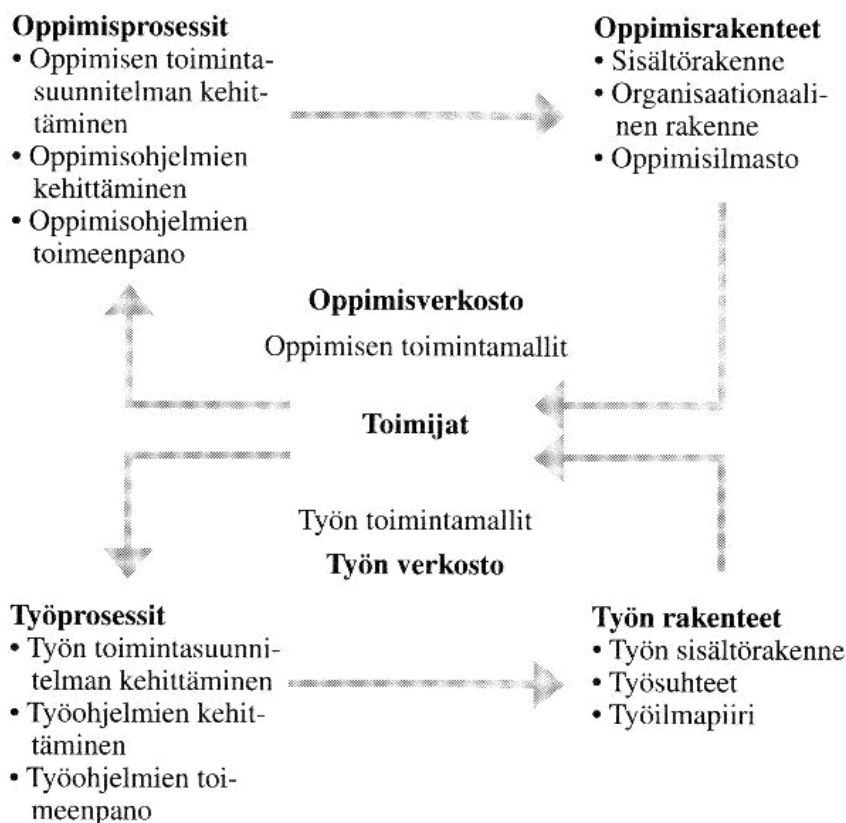 Oppimisprosessit
• Oppimisen toiminta-
suunnitelman kehit-
täminen
• Oppimisohjelmien
kehittäminen
• Oppimisohjelmien
toimeenpano
Oppimisrakenteet
• Sisältörakenne
• Organisaationaali-
nen rakenne
• Oppimisilmasto
Oppimisverkosto
Oppimisen toimintamallit
Toimijat
Työn toimintamallit
Työn verkosto
Työprosessit
• Työn toimintasuunni-
telman kehittäminen
• Työohjelmien kehit-
täminen
• Työohjelmien toi-
meenpano
Työn rakenteet
• Työn sisältörakenne
• Työsuhteet
• Työilmapiiri